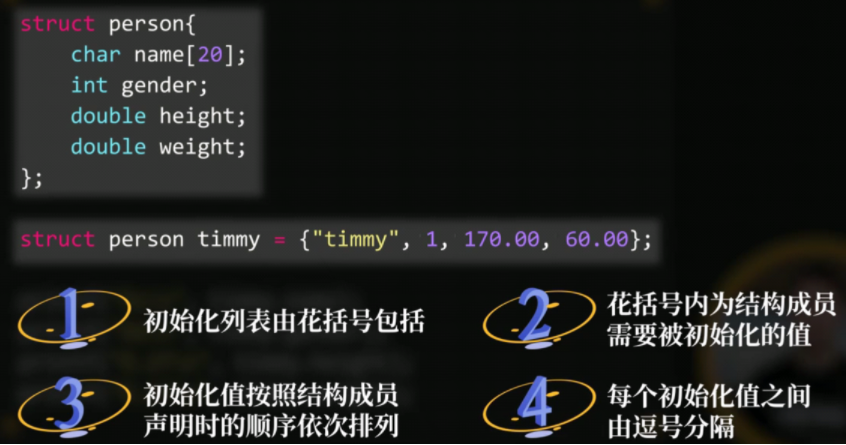 struct person{
    char name[20];
    int gender;
    double height;
    double weight;
};
struct person timmy = {"timmy", 1, 170.00, 60.00};
1 初始化列表由花括号包括
2 花括号内为结构成员
需要被初始化的值
3 初始化值按照结构成员
声明时的顺序依次排列
4 每个初始化值之间
由逗号分隔